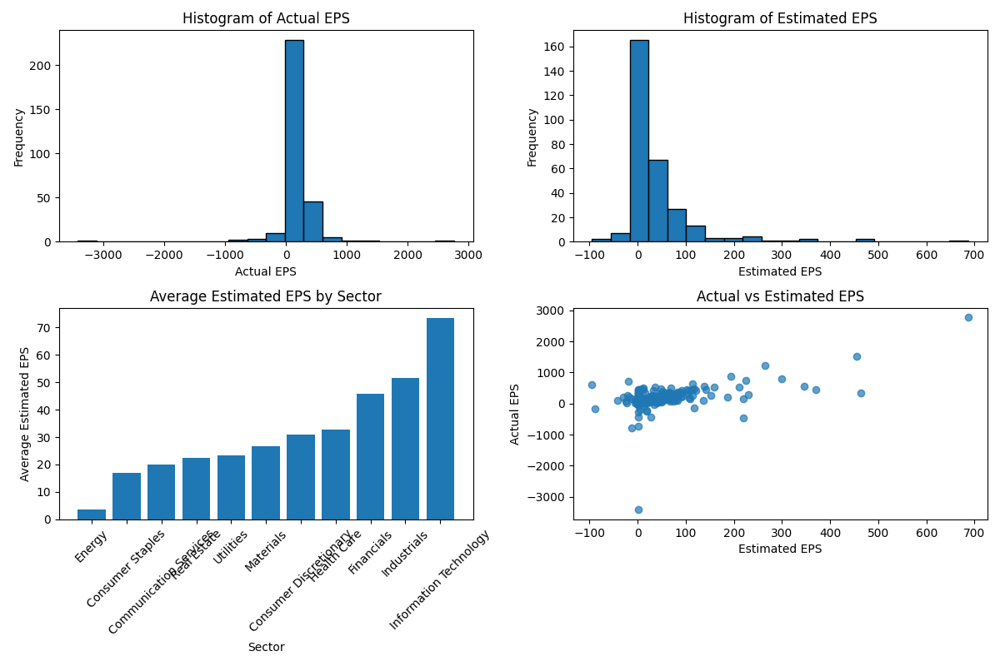 Histogram of Actual EPS
Frequency
200
150
100
50
0
−3000 −2000 −1000 0 1000 2000 3000
Actual EPS
Histogram of Estimated EPS
Frequency
160
140
120
100
80
60
40
20
0
−100 0 100 200 300 400 500 600 700
Estimated EPS
Average Estimated EPS by Sector
Average Estimated EPS
70
60
50
40
30
20
10
0
Energy
Consumer Staples
Communication Services
Real Estate
Utilities
Materials
Consumer Discretionary
Health Care
Financials
Industrials
Information Technology
Sector
Actual vs Estimated EPS
Actual EPS
3000
2000
1000
0
−1000
−2000
−3000
−100 0 100 200 300 400 500 600 700
Estimated EPS